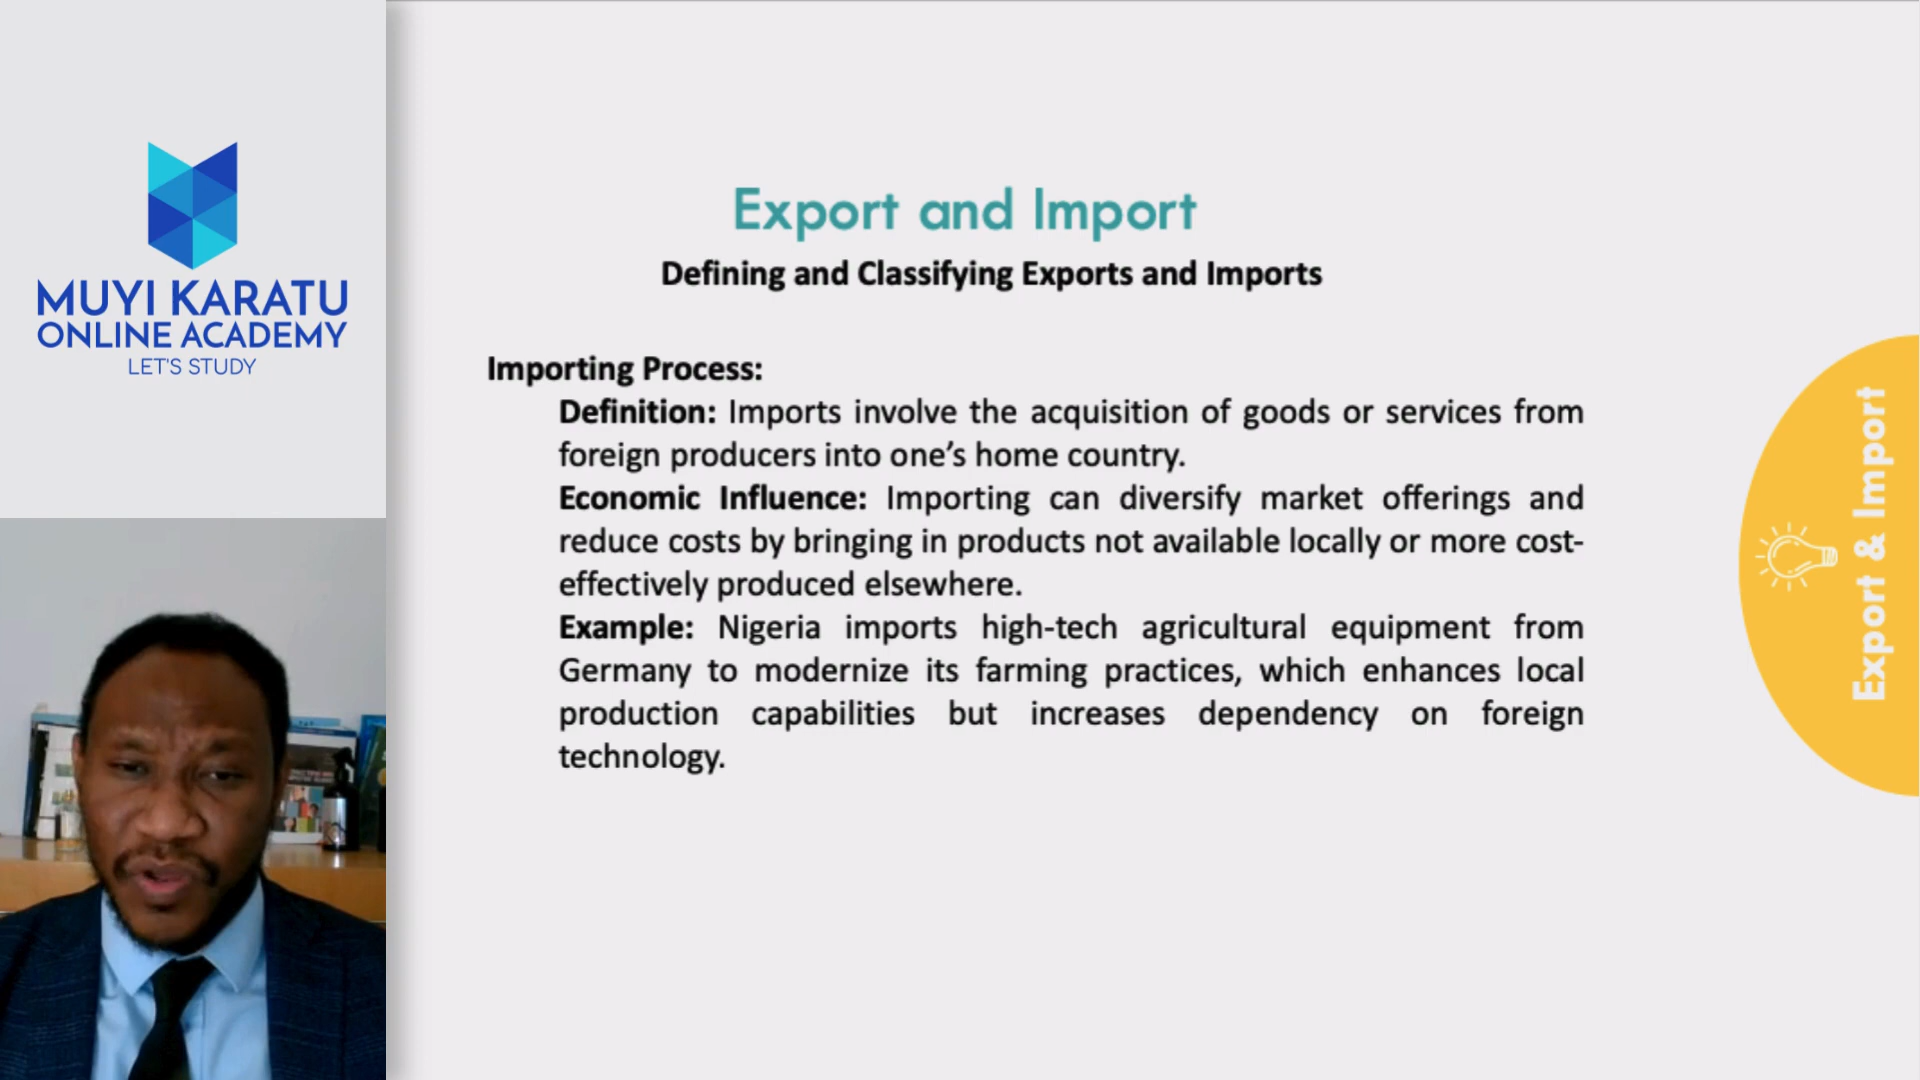 MUYI KARATU
ONLINE ACADEMY
LET'S STUDY
Export and Import
Defining and Classifying Exports and Imports
Importing Process:
Definition: Imports involve the acquisition of goods or services from
foreign producers into one’s home country.
Economic Influence: Importing can diversify market offerings and
reduce costs by bringing in products not available locally or more cost-
effectively produced elsewhere.
Example: Nigeria imports high-tech agricultural equipment from
Germany to modernize its farming practices, which enhances local
production capabilities but increases dependency on foreign
technology.
Export & Import